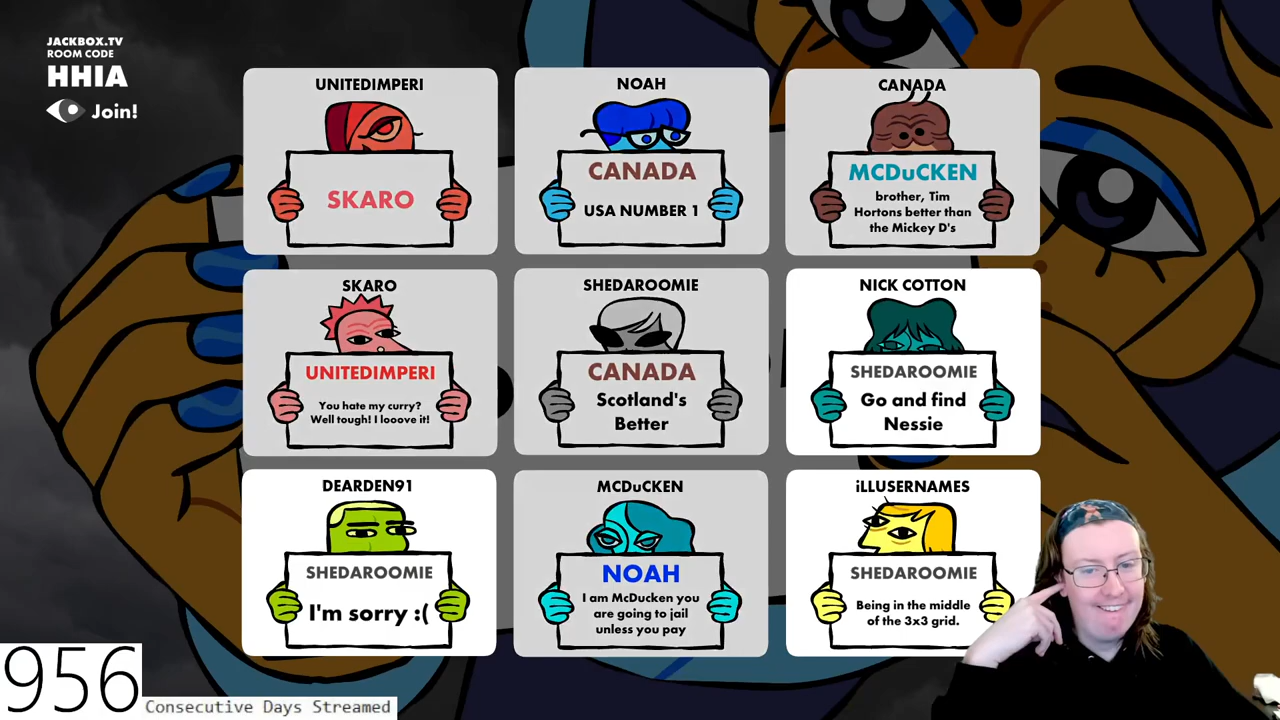 JACKBOX.TV
ROOM CODE
HHIA
Join!
UNITEDIMPERI
SKARO
NOAH
CANADA
USA NUMBER 1
CANADA
MCDuCKEN
brother, Tim
Hortons better than
the Mickey D's
SKARO
UNITEDIMPERI
You hate my curry?
Well tough! I looove it!
SHEDAROOMIE
CANADA
Scotland's
Better
NICK COTTON
SHEDAROOMIE
Go and find
Nessie
DEARDEN91
SHEDAROOMIE
I'm sorry :(
MCDuCKEN
NOAH
I am McDucken you
are going to jail
unless you pay
iLLUSERNAMES
SHEDAROOMIE
Being in the middle
of the 3x3 grid.
956
Consecutive Days Streamed